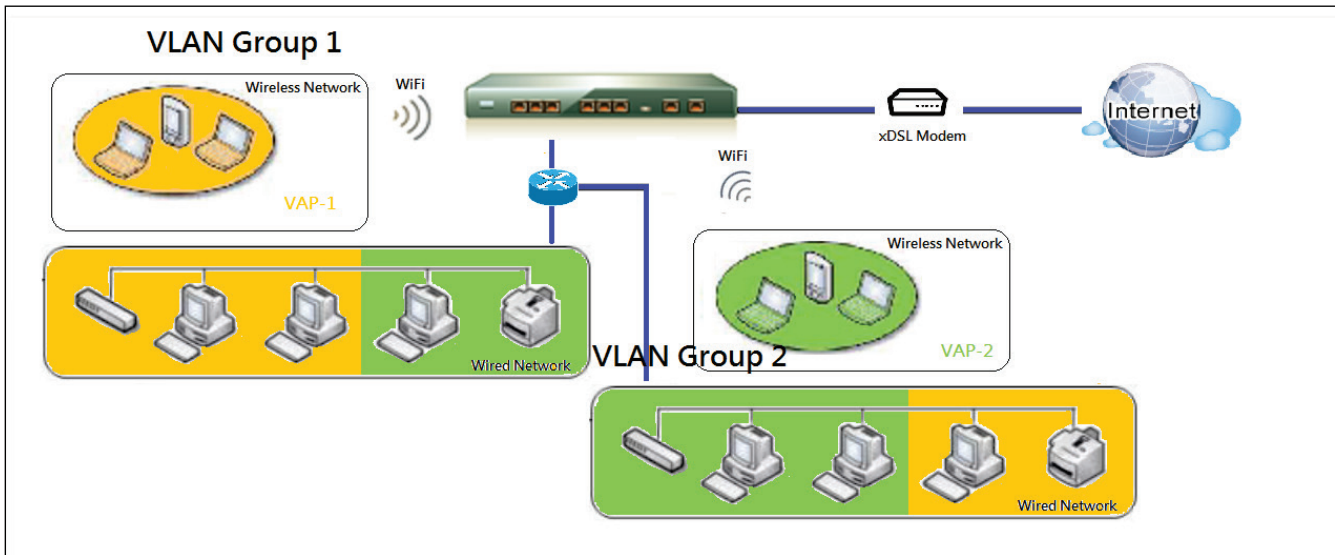 VLAN Group 1
Wireless Network
WiFi
Internet
xDSL Modem
WiFi
VAP-1
Wireless Network
VAP-2
Wired Network
VLAN Group 2
Wired Network